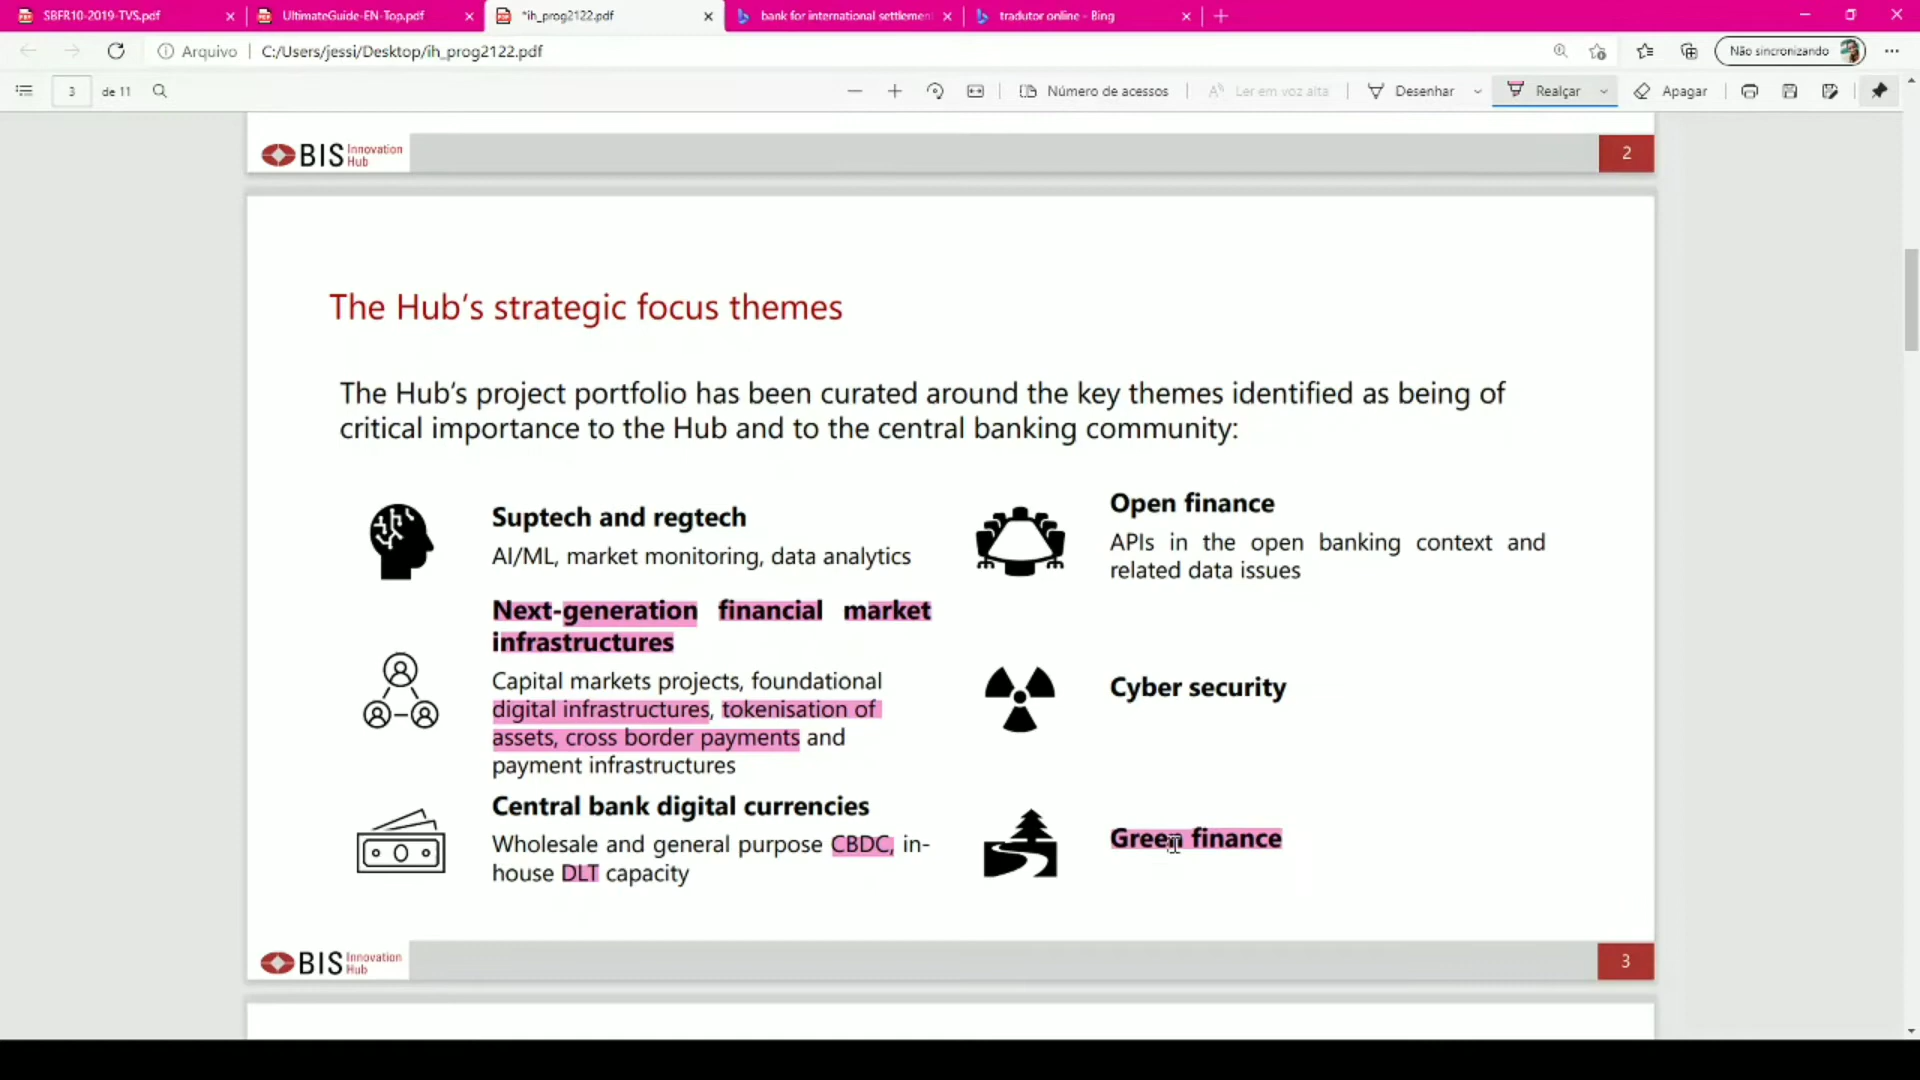 SBFR10-2019-TVS.pdf
UltimateGuide-EN-Top.pdf
*ih_prog2122.pdf
bank for international settlement
tradutor online - Bing
Arquivo
C:/Users/jessi/Desktop/ih_prog2122.pdf
Não sincronizando
3
de 11
Número de acessos
Ler em voz alta
Desenhar
Realçar
Apagar
BIS Innovation
Hub
2
The Hub's strategic focus themes
The Hub's project portfolio has been curated around the key themes identified as being of
critical importance to the Hub and to the central banking community:
Suptech and regtech
AI/ML, market monitoring, data analytics
Next-generation financial market
infrastructures
Capital markets projects, foundational
digital infrastructures, tokenisation of
assets, cross border payments and
payment infrastructures
Central bank digital currencies
Wholesale and general purpose CBDC, in-
house DLT capacity
Open finance
APIs in the open banking context and
related data issues
Cyber security
Green finance
BIS Innovation
Hub
3